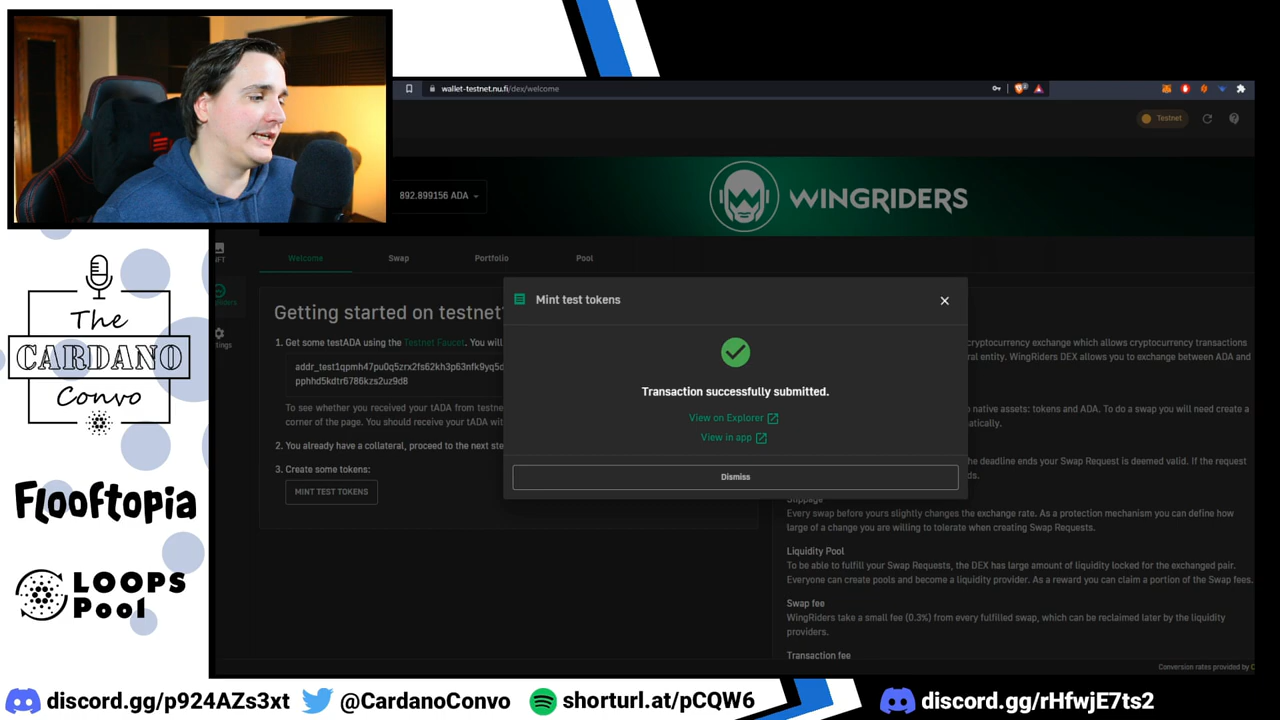 wallet-testnet.nu.fi/dex/welcome
Testnet
892.899156 ADA
WINGRIDERS
Welcome
Swap
Portfolio
Pool
Getting started on testnet?
1. Get some testADA using the Testnet Faucet. You will
addr_test1qpmh47pu0q5zrx2fs62kh3p63nfk9yq5d
pphhd5kdtr6786kzs2uz9d8
To see whether you received your tADA from testne
corner of the page. You should receive your tADA wit
2. You already have a collateral, proceed to the next ste
3. Create some tokens:
MINT TEST TOKENS
Mint test tokens
Transaction successfully submitted.
View on Explorer
View in app
Dismiss
cryptocurrency exchange which allows cryptocurrency transactions
ral entity. WingRiders DEX allows you to exchange between ADA and
native assets: tokens and ADA. To do a swap you will need create a
matically.
the deadline ends your Swap Request is deemed valid. If the request
ds.
Slippage
Every swap before yours slightly changes the exchange rate. As a protection mechanism you can define how
large of a change you are willing to tolerate when creating Swap Requests.
Liquidity Pool
To be able to fulfill your Swap Requests, the DEX has large amount of liquidity locked for the exchanged pair.
Everyone can create pools and become a liquidity provider. As a reward you can claim a portion of the Swap fees.
Swap fee
WingRiders take a small fee (0.3%) from every fulfilled swap, which can be reclaimed later by the liquidity
providers.
Transaction fee
Conversion rates provided by C
The
CARDANO
Convo
Flooftopia
LOOPS
Pool
discord.gg/p924AZs3xt
@CardanoConvo
shorturl.at/pCQW6
discord.gg/rHfwjE7ts2